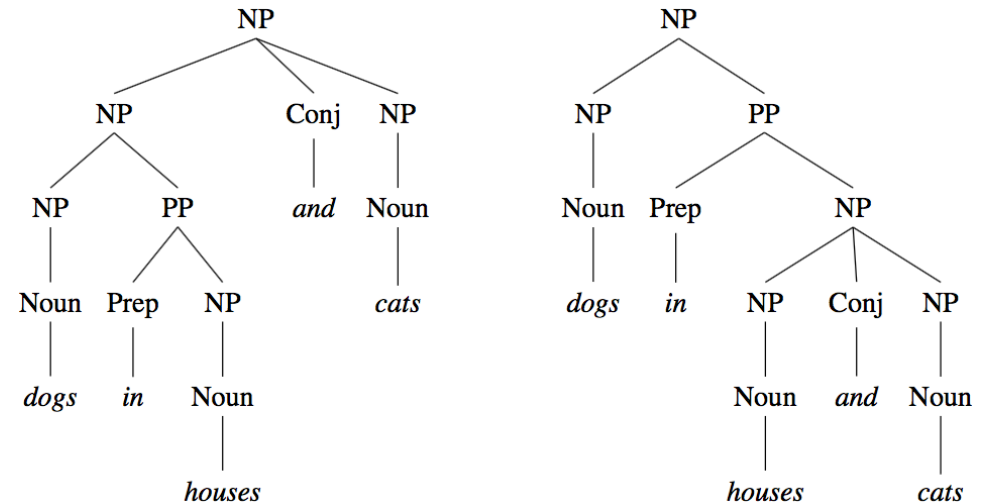 NP NP
NP Conj NP NP PP
NP PP and Noun Noun Prep NP
Noun Prep NP cats dogs in NP Conj NP
dogs in Noun Noun and Noun
houses houses cats